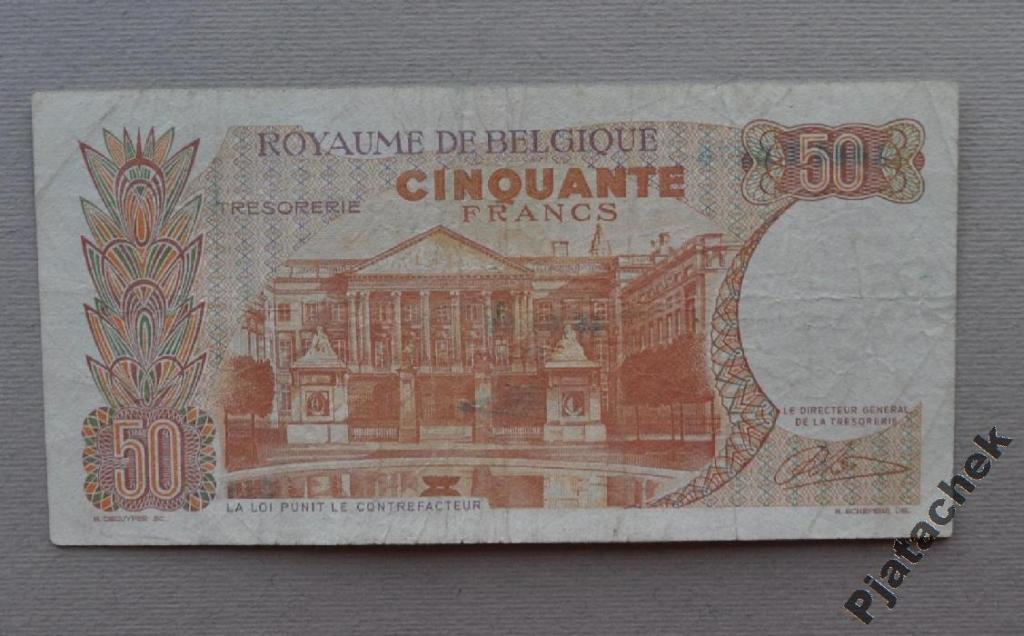 ROYAUME DE BELGIQUE
50
CINQUANTE
TRESORERIE
FRANCS
LE DIRECTEUR GENERAL
DE LA TRESORERIE
50
LA LOI PUNIT LE CONTREFACTEUR
Pjatachek